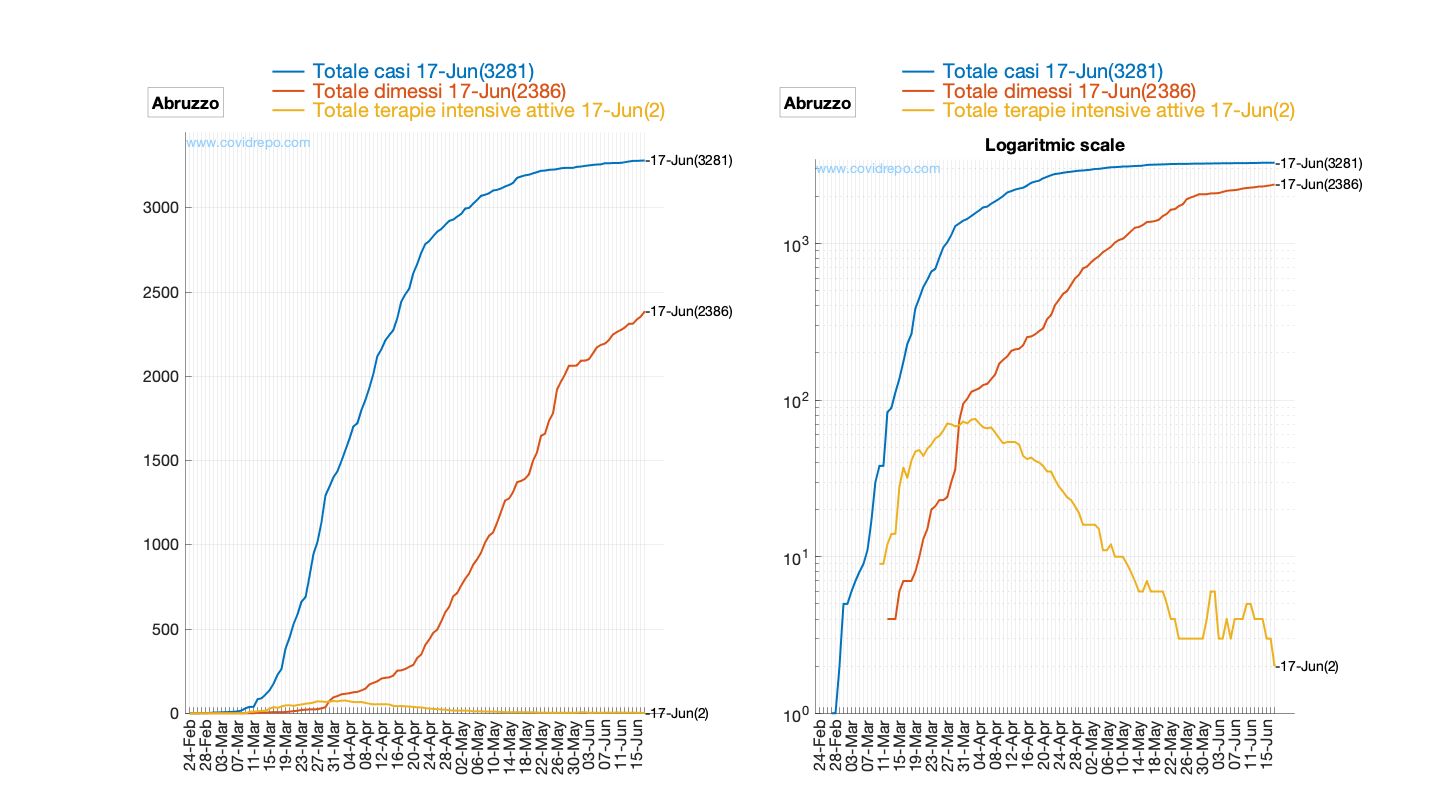 Totale casi 17-Jun(3281)
Totale dimessi 17-Jun(2386)
Totale terapie intensive attive 17-Jun(2)
Abruzzo
www.covidrepo.com
-17-Jun(3281)
-17-Jun(2386)
-17-Jun(2)
3000
2500
2000
1500
1000
500
0
24-Feb
28-Feb
03-Mar
07-Mar
11-Mar
15-Mar
19-Mar
23-Mar
27-Mar
31-Mar
04-Apr
08-Apr
12-Apr
16-Apr
20-Apr
24-Apr
28-Apr
02-May
06-May
10-May
14-May
18-May
22-May
26-May
30-May
03-Jun
07-Jun
11-Jun
15-Jun
Totale casi 17-Jun(3281)
Totale dimessi 17-Jun(2386)
Totale terapie intensive attive 17-Jun(2)
Abruzzo
Logaritmic scale
www.covidrepo.com
-17-Jun(3281)
-17-Jun(2386)
-17-Jun(2)
10³
10²
10¹
10⁰
24-Feb
28-Feb
03-Mar
07-Mar
11-Mar
15-Mar
19-Mar
23-Mar
27-Mar
31-Mar
04-Apr
08-Apr
12-Apr
16-Apr
20-Apr
24-Apr
28-Apr
02-May
06-May
10-May
14-May
18-May
22-May
26-May
30-May
03-Jun
07-Jun
11-Jun
15-Jun